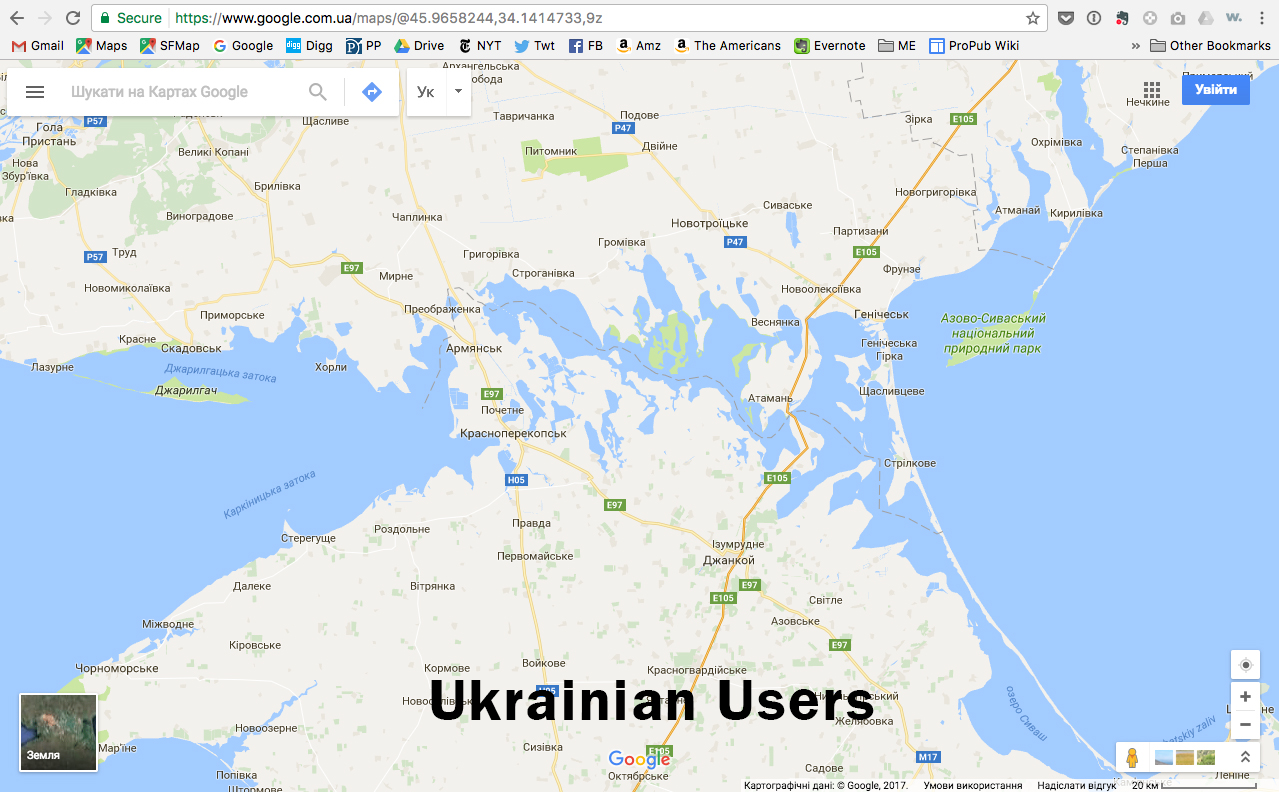 Secure
https://www.google.com.ua/maps/@45.9658244,34.1414733,9z
Gmail
Maps
SFMap
Google
Digg
PP
Drive
NYT
Twt
FB
Amz
The Americans
Evernote
ME
ProPub Wiki
»
Other Bookmarks
Шукати на Картах Google
Ук
Увійти
Архангельська
Слобода
Нечкине
P57
Гола
Пристань
Щасливе
Тавричанка
Подове
P47
Зірка
E105
Охрімівка
Великі Копані
Питомник
Двійне
Степанівка
Перша
Нова
Збур'ївка
Гладківка
Брилівка
Новогригорівка
Виноградове
Чаплинка
Сиваське
Атманай
Кирилівка
Новотроїцьке
Партизани
Громівка
P47
Труд
P57
Григорівка
E105
E97
Мирне
Строганівка
Фрунзе
Новомиколаївка
Новоолексіївка
Преображенка
Приморське
Веснянка
Генічеськ
Азово-Сиваський
національний
природний парк
Красне
Скадовськ
Армянськ
Генічеська
Гірка
Лазурне
Джарилгацька затока
Хорли
Джарилгач
E97
Щасливцеве
Почетне
Атамань
Красноперекопськ
Стрілкове
Каркіницька затока
H05
E105
E97
Правда
Роздольне
Стерегуще
Ізумрудне
Первомайське
Джанкой
Далеке
Вітрянка
E97
E105
Світле
Міжводне
Азовське
Кіровське
E97
Чорноморське
Кормове
Войкове
Красногвардійське
H05
Ukrainian Users
Желябовка
озеро Сиваш
Новоозерне
Земля
Мар'їне
Сизівка
E105
Google
M17
Попівка
Октябрське
Садове
Леніне
Штормове
Картографічні дані: © Google, 2017.
Умови використання
Надіслати відгук
20 км